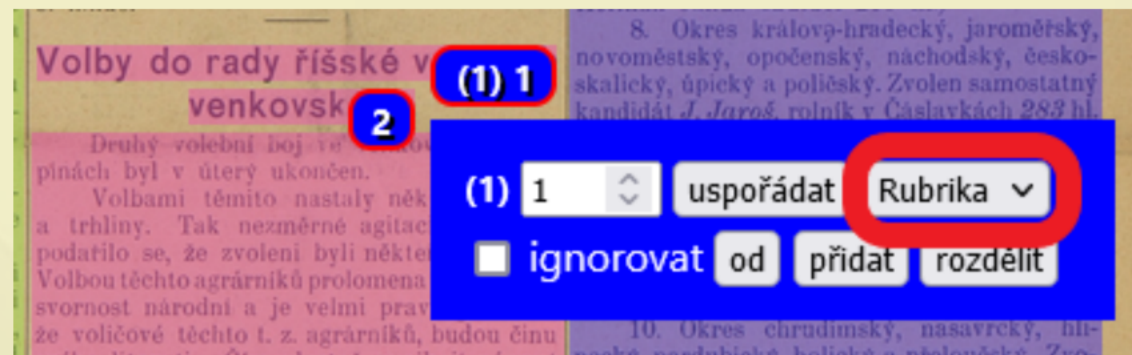 Volby do rady říšské v
venkovsk
Druhý volební boj ve
pinách byl v úterý ukončen.
Volbami těmito nastaly něk
a trhliny. Tak nezměrné agitac
podařilo se, že zvoleni byli někte
Volbou těchto agrárníků prolomena
svornost národní a je velmi prav
že voličové těchto t. z. agrárníků, budou činu
(1) 1
2
8. Okres králové-hradecký, jaroměřský,
novoměstský, opočenský, náchodský, česko-
skalický, úpický a poličský. Zvolen samostatný
kandidát J. Jaroš, rolník v Čáslavkách 283 hl.
(1) 1 uspořádat Rubrika
ignorovat od přidat rozdělit
10. Okres chrudimský, nasavrcký, hli-